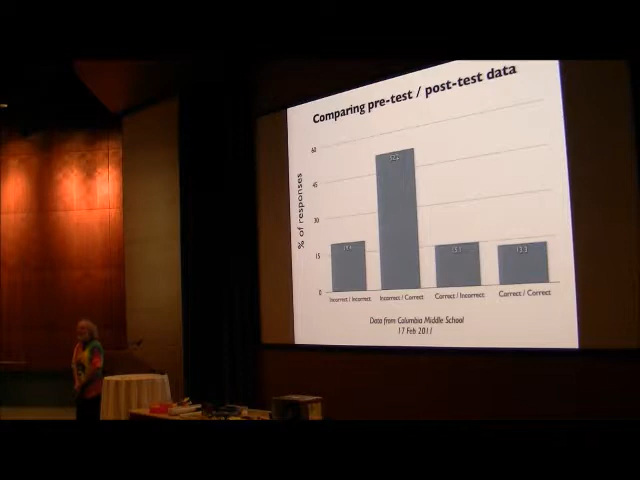 Comparing pre-test / post-test data
% of responses
60
45
30
15
0
Incorrect / Incorrect
Incorrect / Correct
Correct / Incorrect
Correct / Correct
Data from Columbia Middle School
17 Feb 2011